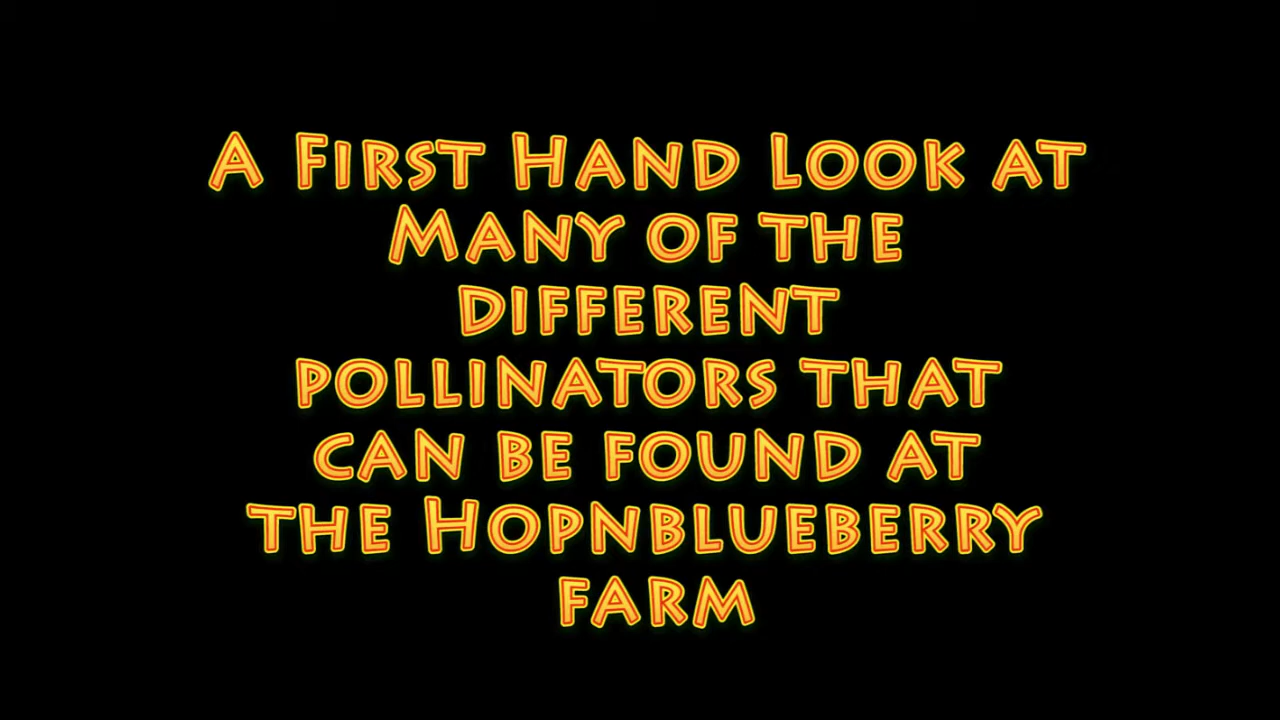 A First Hand Look at
Many of the
different
pollinators that
can be found at
the Hopnblueberry
farm